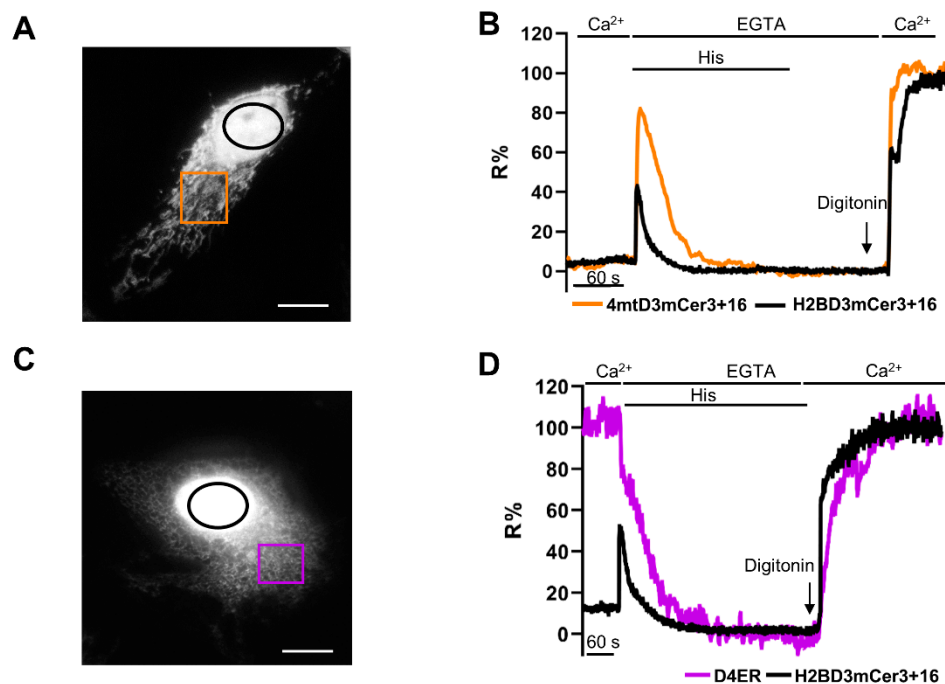 A
B
Ca²⁺ EGTA Ca²⁺
His
120
100
80
60
40
20
0
R%
Digitonin
60 s
4mtD3mCer3+16 H2BD3mCer3+16
C
D
Ca²⁺ EGTA Ca²⁺
His
120
100
80
60
40
20
0
R%
Digitonin
60 s
D4ER H2BD3mCer3+16